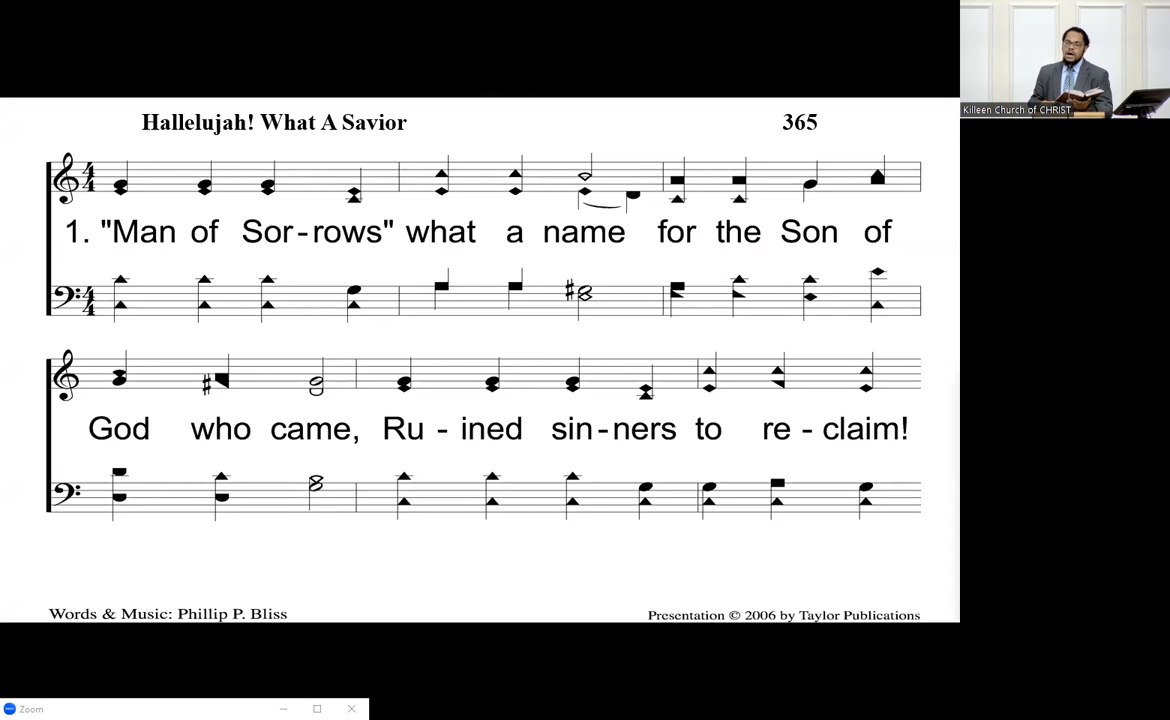 Hallelujah! What A Savior 365
Killeen Church of CHRIST
1. "Man of Sor-rows" what a name for the Son of
God who came, Ru - ined sin-ners to re - claim!
Words & Music: Phillip P. Bliss
Presentation © 2006 by Taylor Publications
Zoom